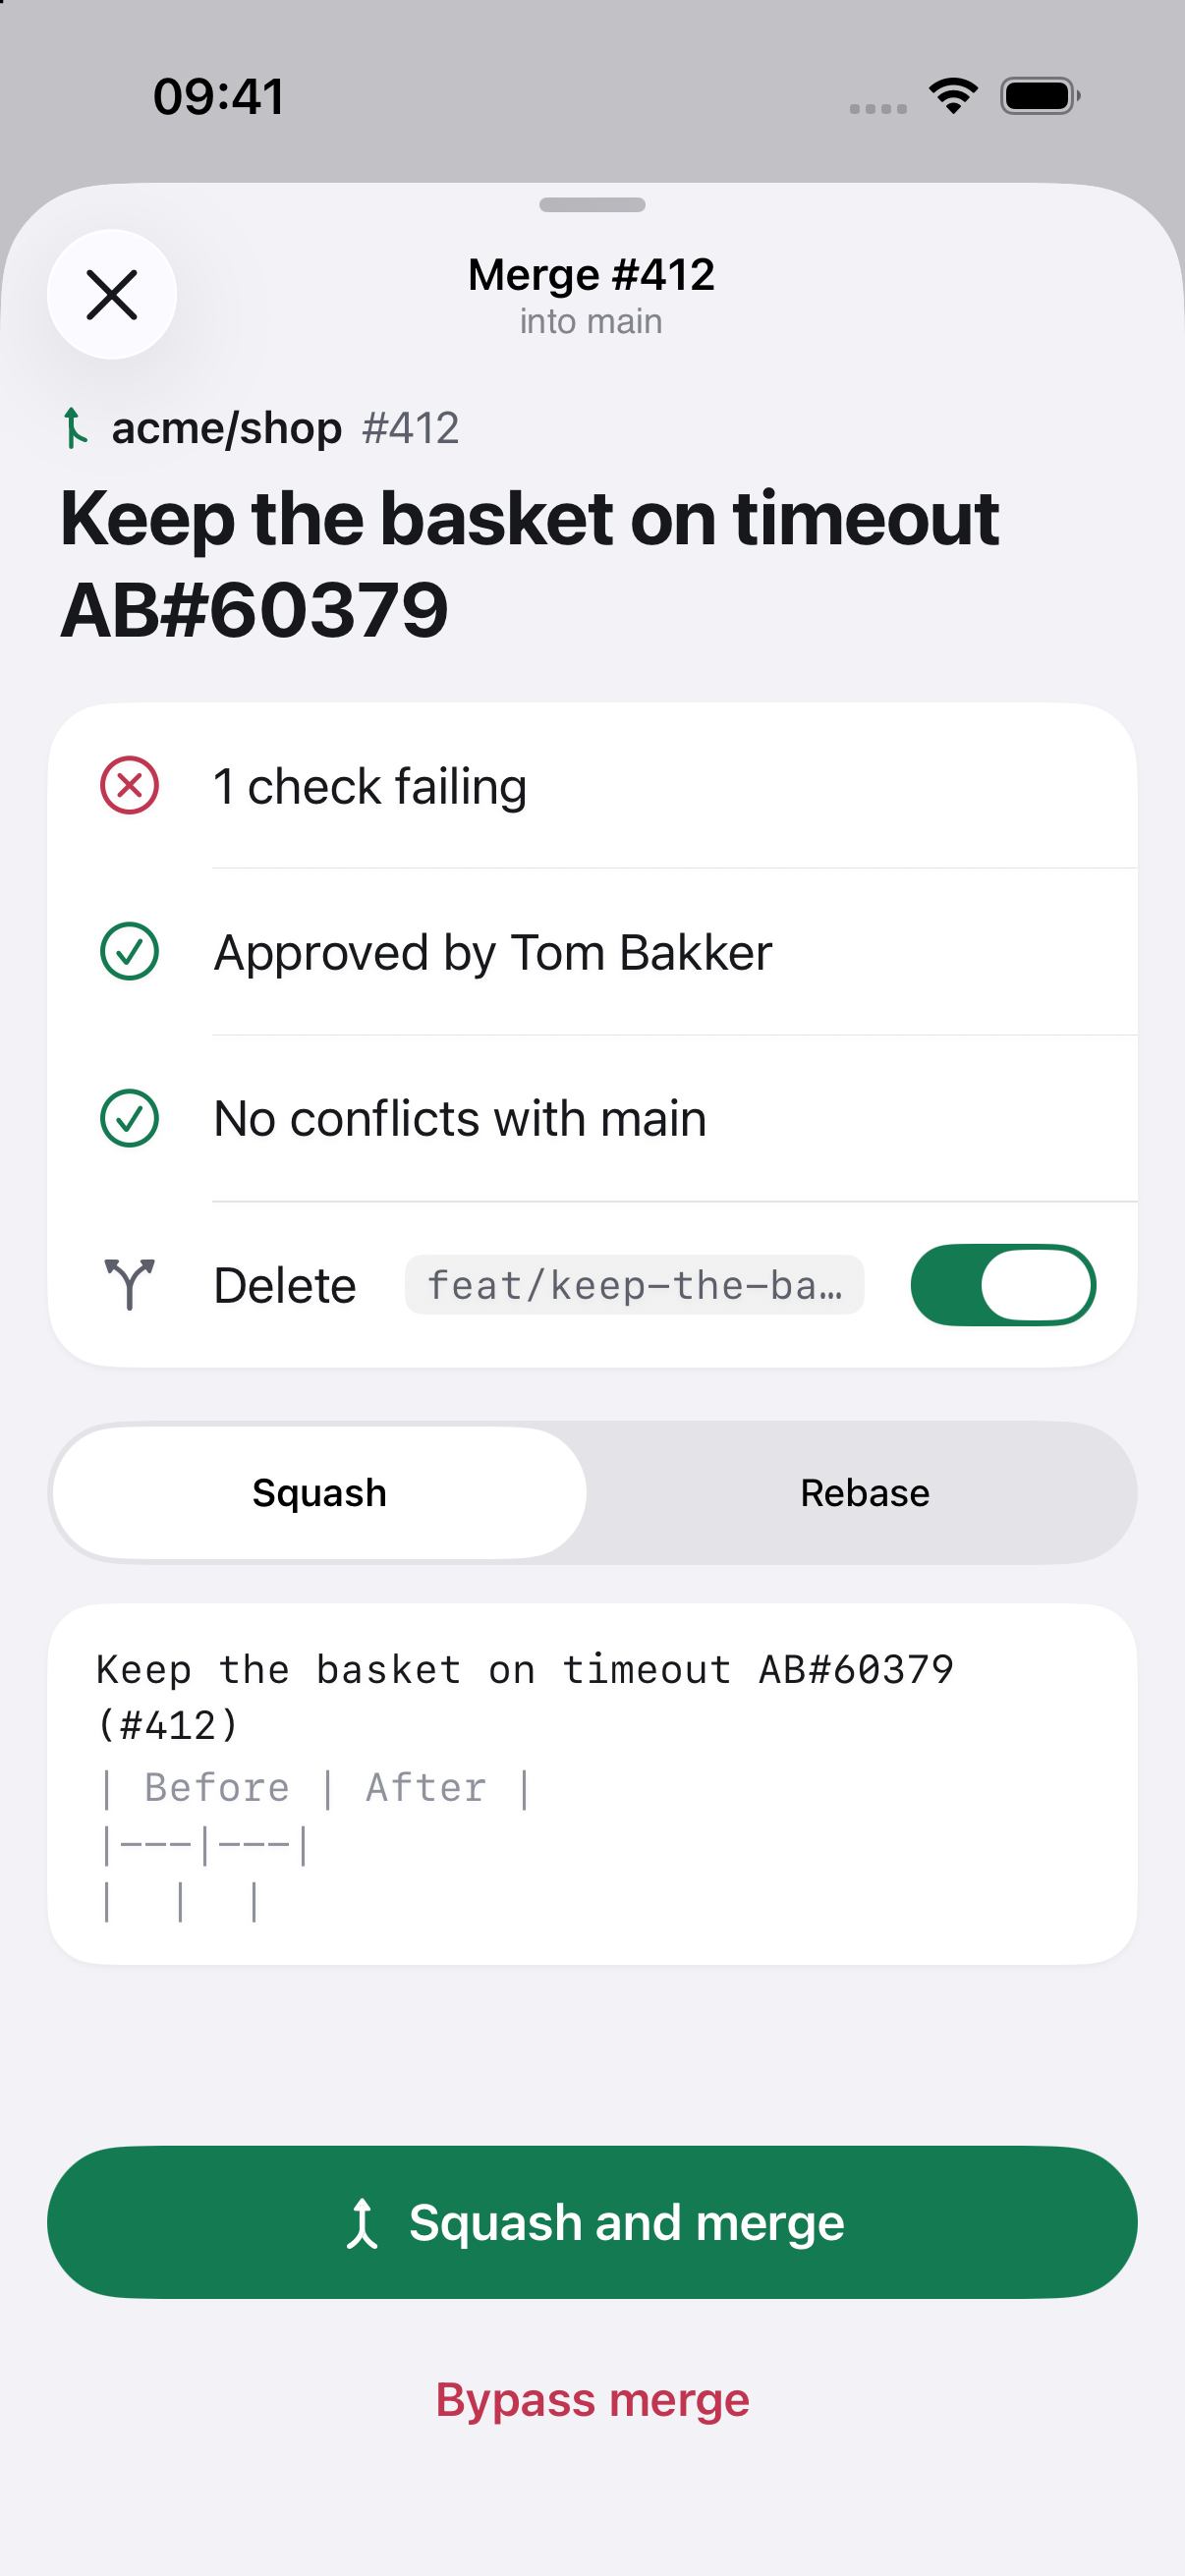 09:41
Merge #412
into main
acme/shop #412
Keep the basket on timeout
AB#60379
1 check failing
Approved by Tom Bakker
No conflicts with main
Delete feat/keep-the-ba…
Squash Rebase
Keep the basket on timeout AB#60379
(#412)
| Before | After |
|---|---|
|  |  |
Squash and merge
Bypass merge